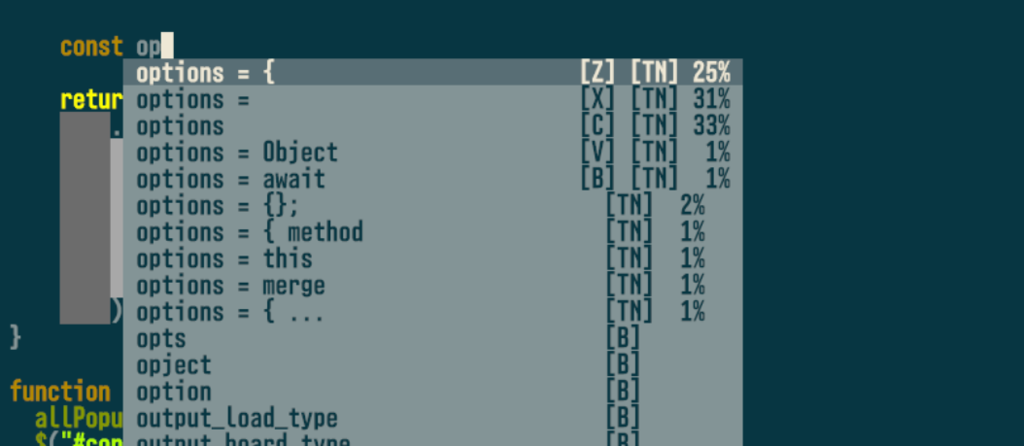 const op
options = { [Z] [TN] 25%
retur options = [X] [TN] 31%
. options [C] [TN] 33%
options = Object [V] [TN] 1%
options = await [B] [TN] 1%
options = {}; [TN] 2%
options = { method [TN] 1%
options = this [TN] 1%
options = merge [TN] 1%
) options = { ... [TN] 1%
} opts [B]
opject [B]
function option [B]
allPopu output_load_type [B]
$("#con output_board_type [B]